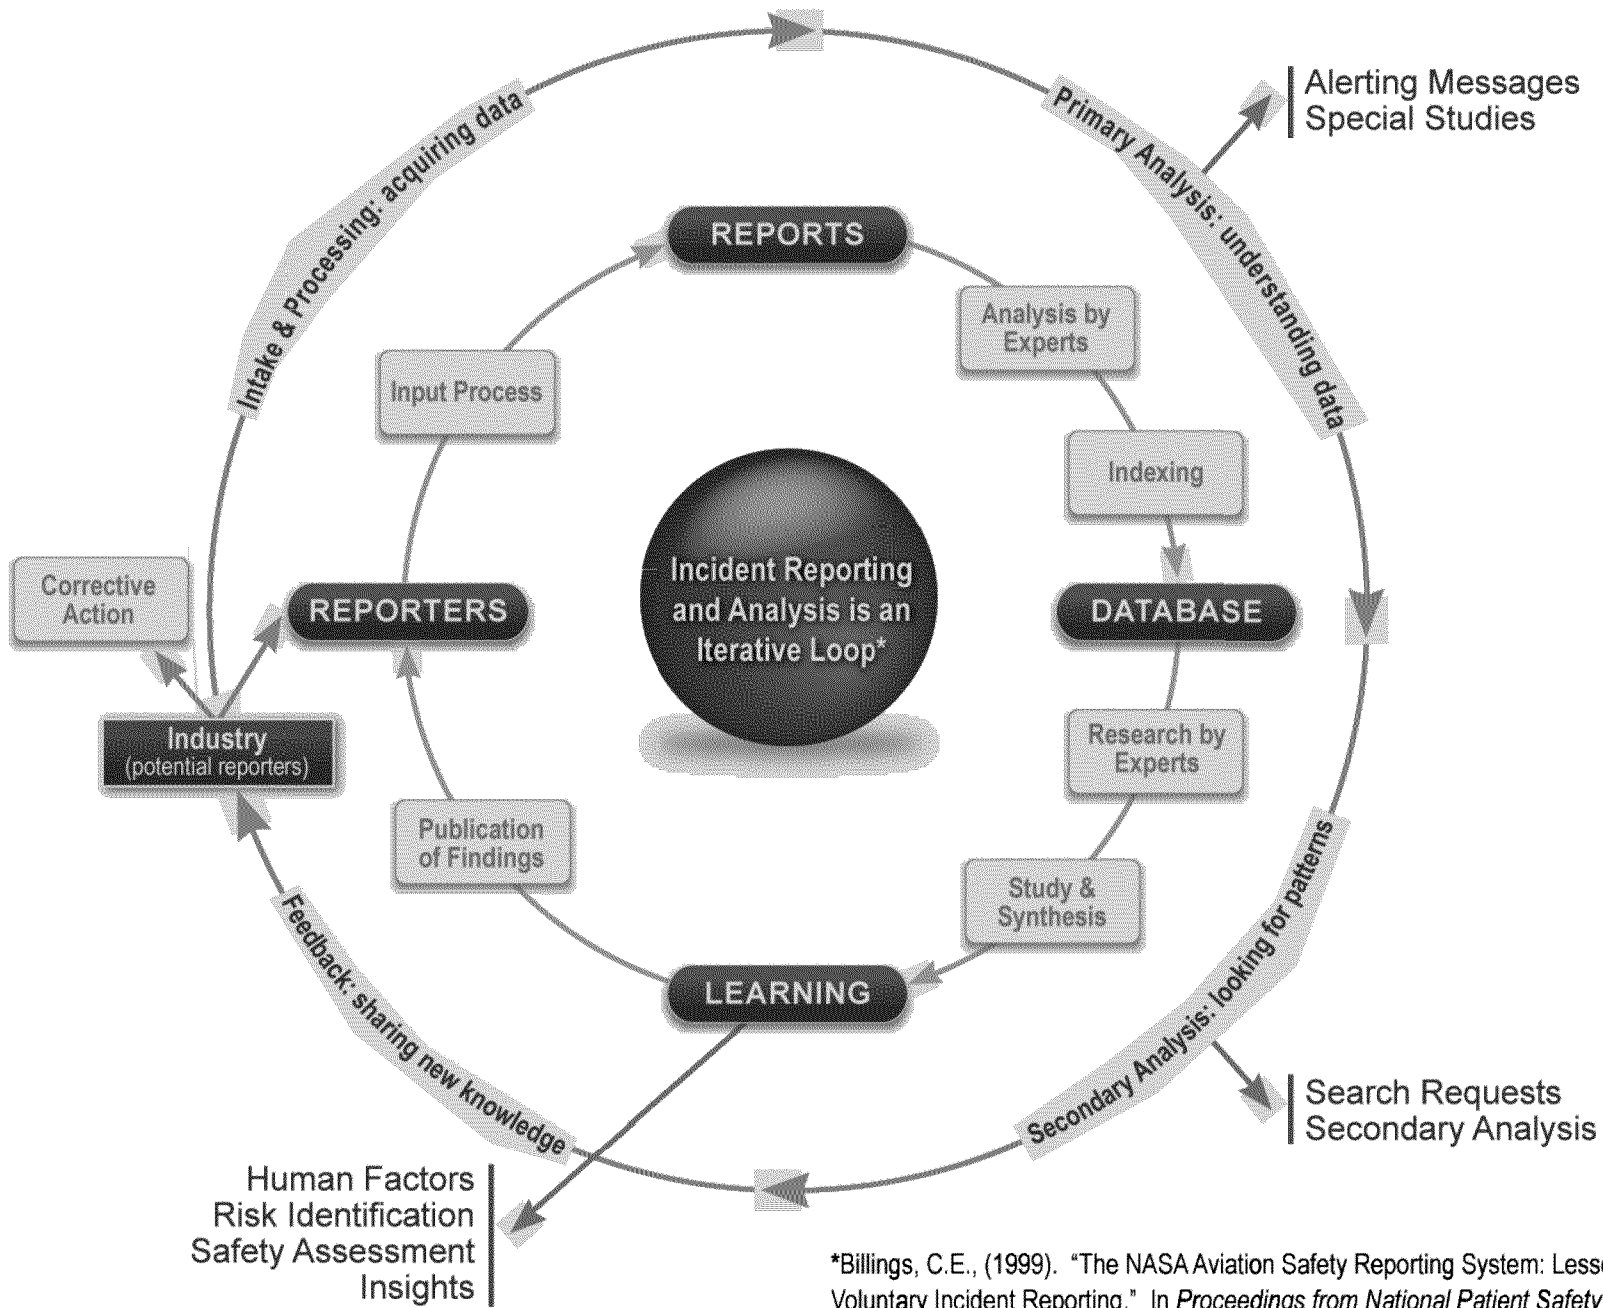 Alerting Messages
Special Studies
Intake & Processing: acquiring data
Primary Analysis: understanding data
REPORTS
Analysis by
Experts
Input Process
Indexing
Incident Reporting
and Analysis is an
Iterative Loop*
Corrective
Action
REPORTERS
DATABASE
Industry
(potential reporters)
Research by
Experts
Publication
of Findings
Study &
Synthesis
LEARNING
Feedback: sharing new knowledge
Secondary Analysis: looking for patterns
Search Requests
Secondary Analysis
Human Factors
Risk Identification
Safety Assessment
Insights
*Billings, C.E., (1999). “The NASA Aviation Safety Reporting System:
Voluntary Incident Reporting.” In Proceedings from National Patient Safety